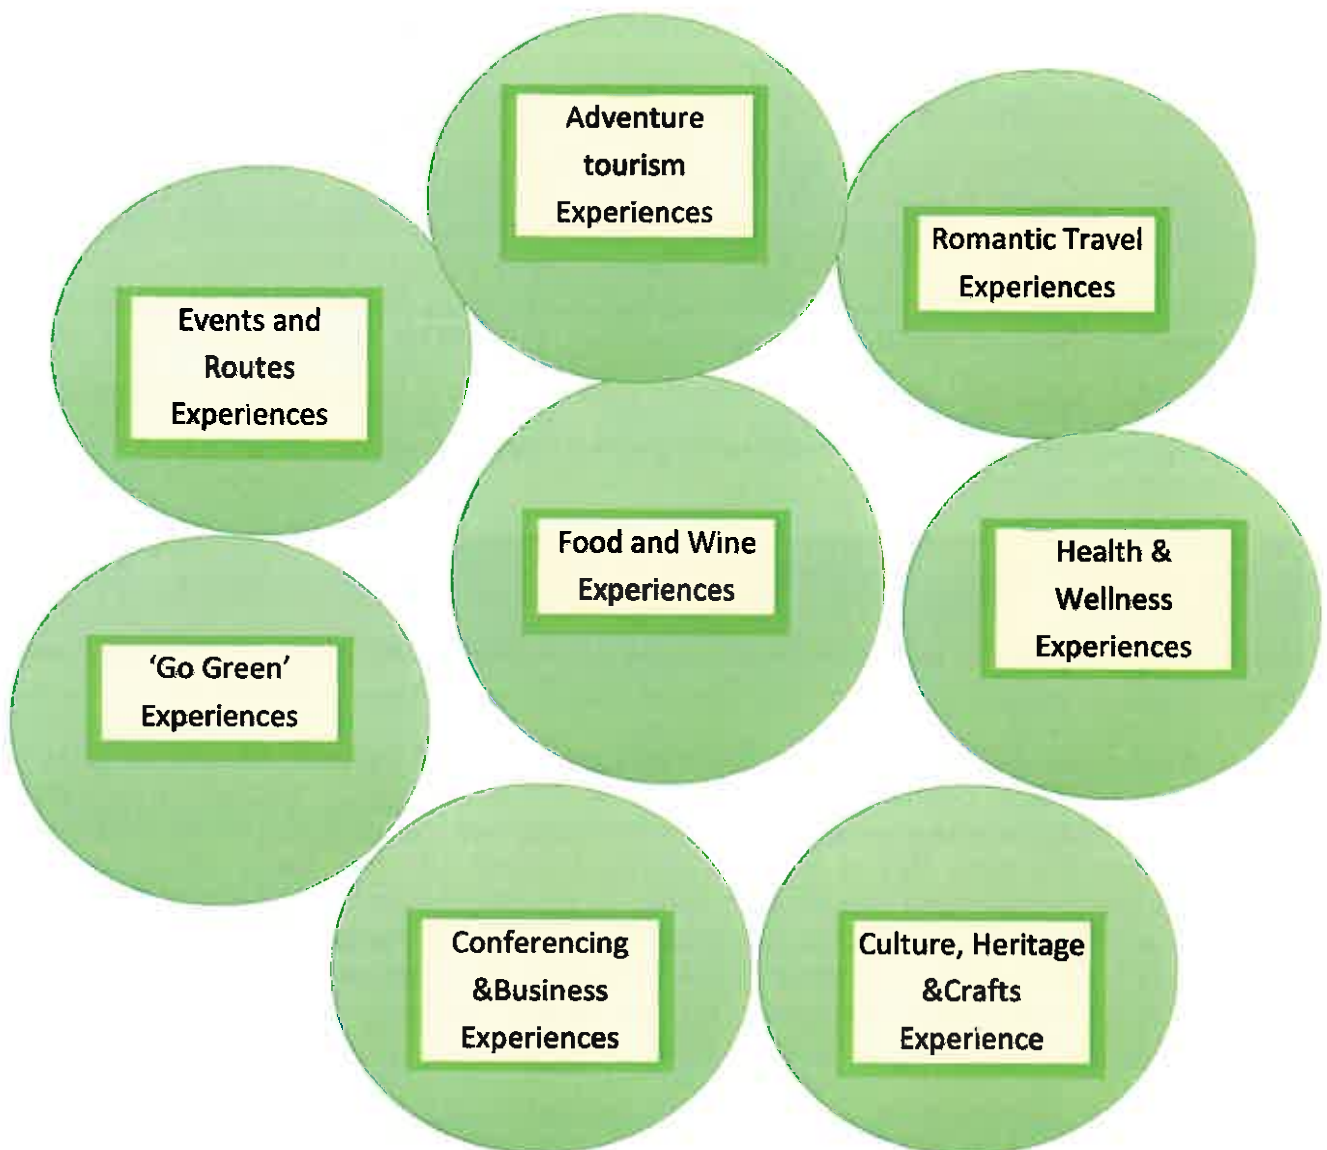 Adventure
tourism
Experiences
Romantic Travel
Experiences
Events and
Routes
Experiences
Food and Wine
Experiences
Health &
Wellness
Experiences
‘Go Green’
Experiences
Conferencing
&Business
Experiences
Culture, Heritage
&Crafts
Experience